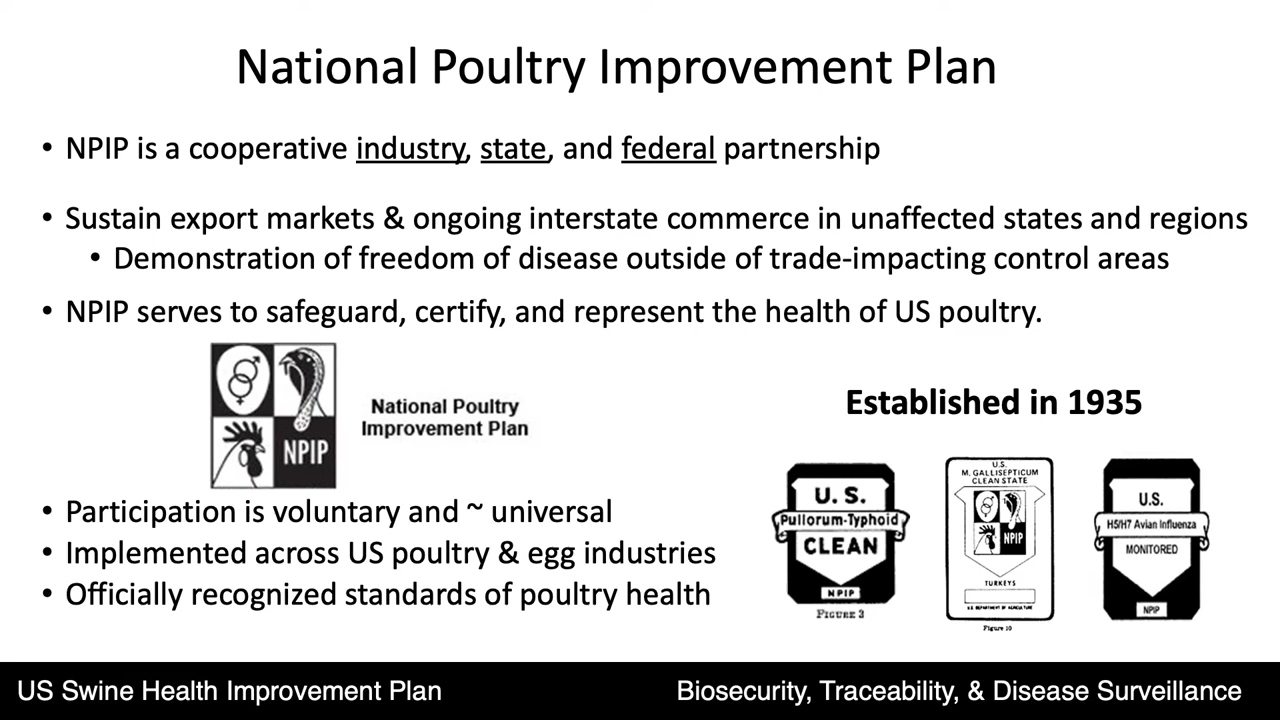 National Poultry Improvement Plan
• NPIP is a cooperative industry, state, and federal partnership
• Sustain export markets & ongoing interstate commerce in unaffected states and regions
• Demonstration of freedom of disease outside of trade-impacting control areas
• NPIP serves to safeguard, certify, and represent the health of US poultry.
NPIP
National Poultry
Improvement Plan
Established in 1935
U.S.
Pullorum-Typhoid
CLEAN
NPIP
FIGURE 3
U.S.
M. GALLISEPTICUM
CLEAN STATE
NPIP
TURKEYS
U.S. DEPARTMENT OF AGRICULTURE
Figure 10
U.S.
H5/H7 Avian Influenza
MONITORED
NPIP
• Participation is voluntary and ~ universal
• Implemented across US poultry & egg industries
• Officially recognized standards of poultry health
US Swine Health Improvement Plan
Biosecurity, Traceability, & Disease Surveillance